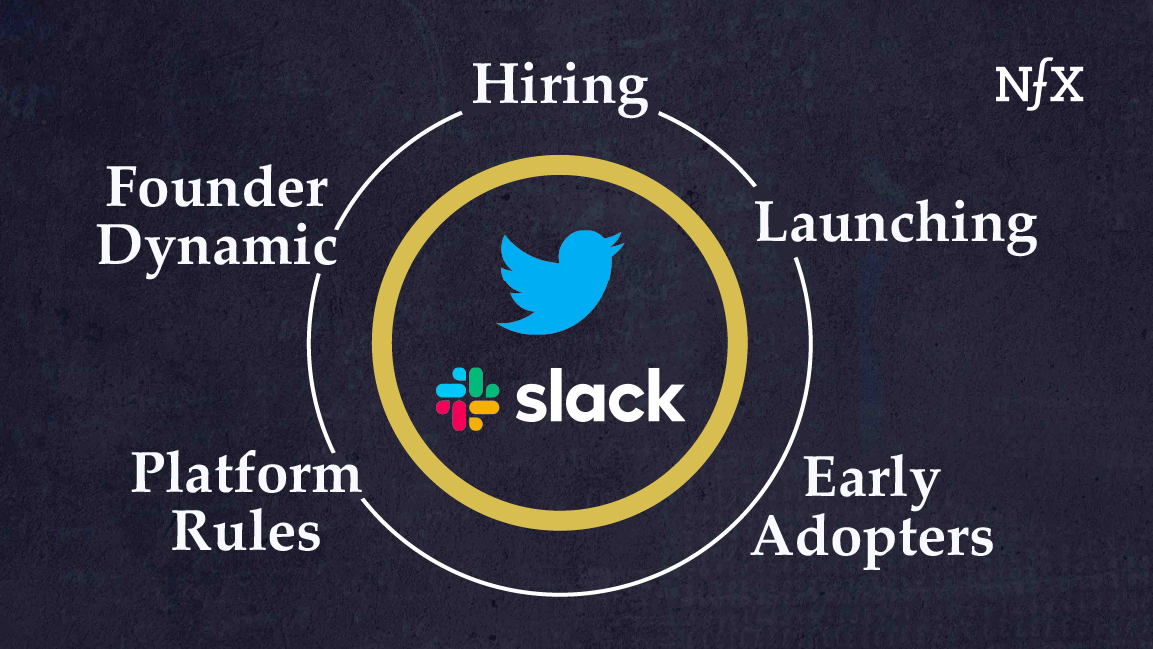 Hiring
NfX
Founder
Dynamic
Launching
slack
Platform
Rules
Early
Adopters